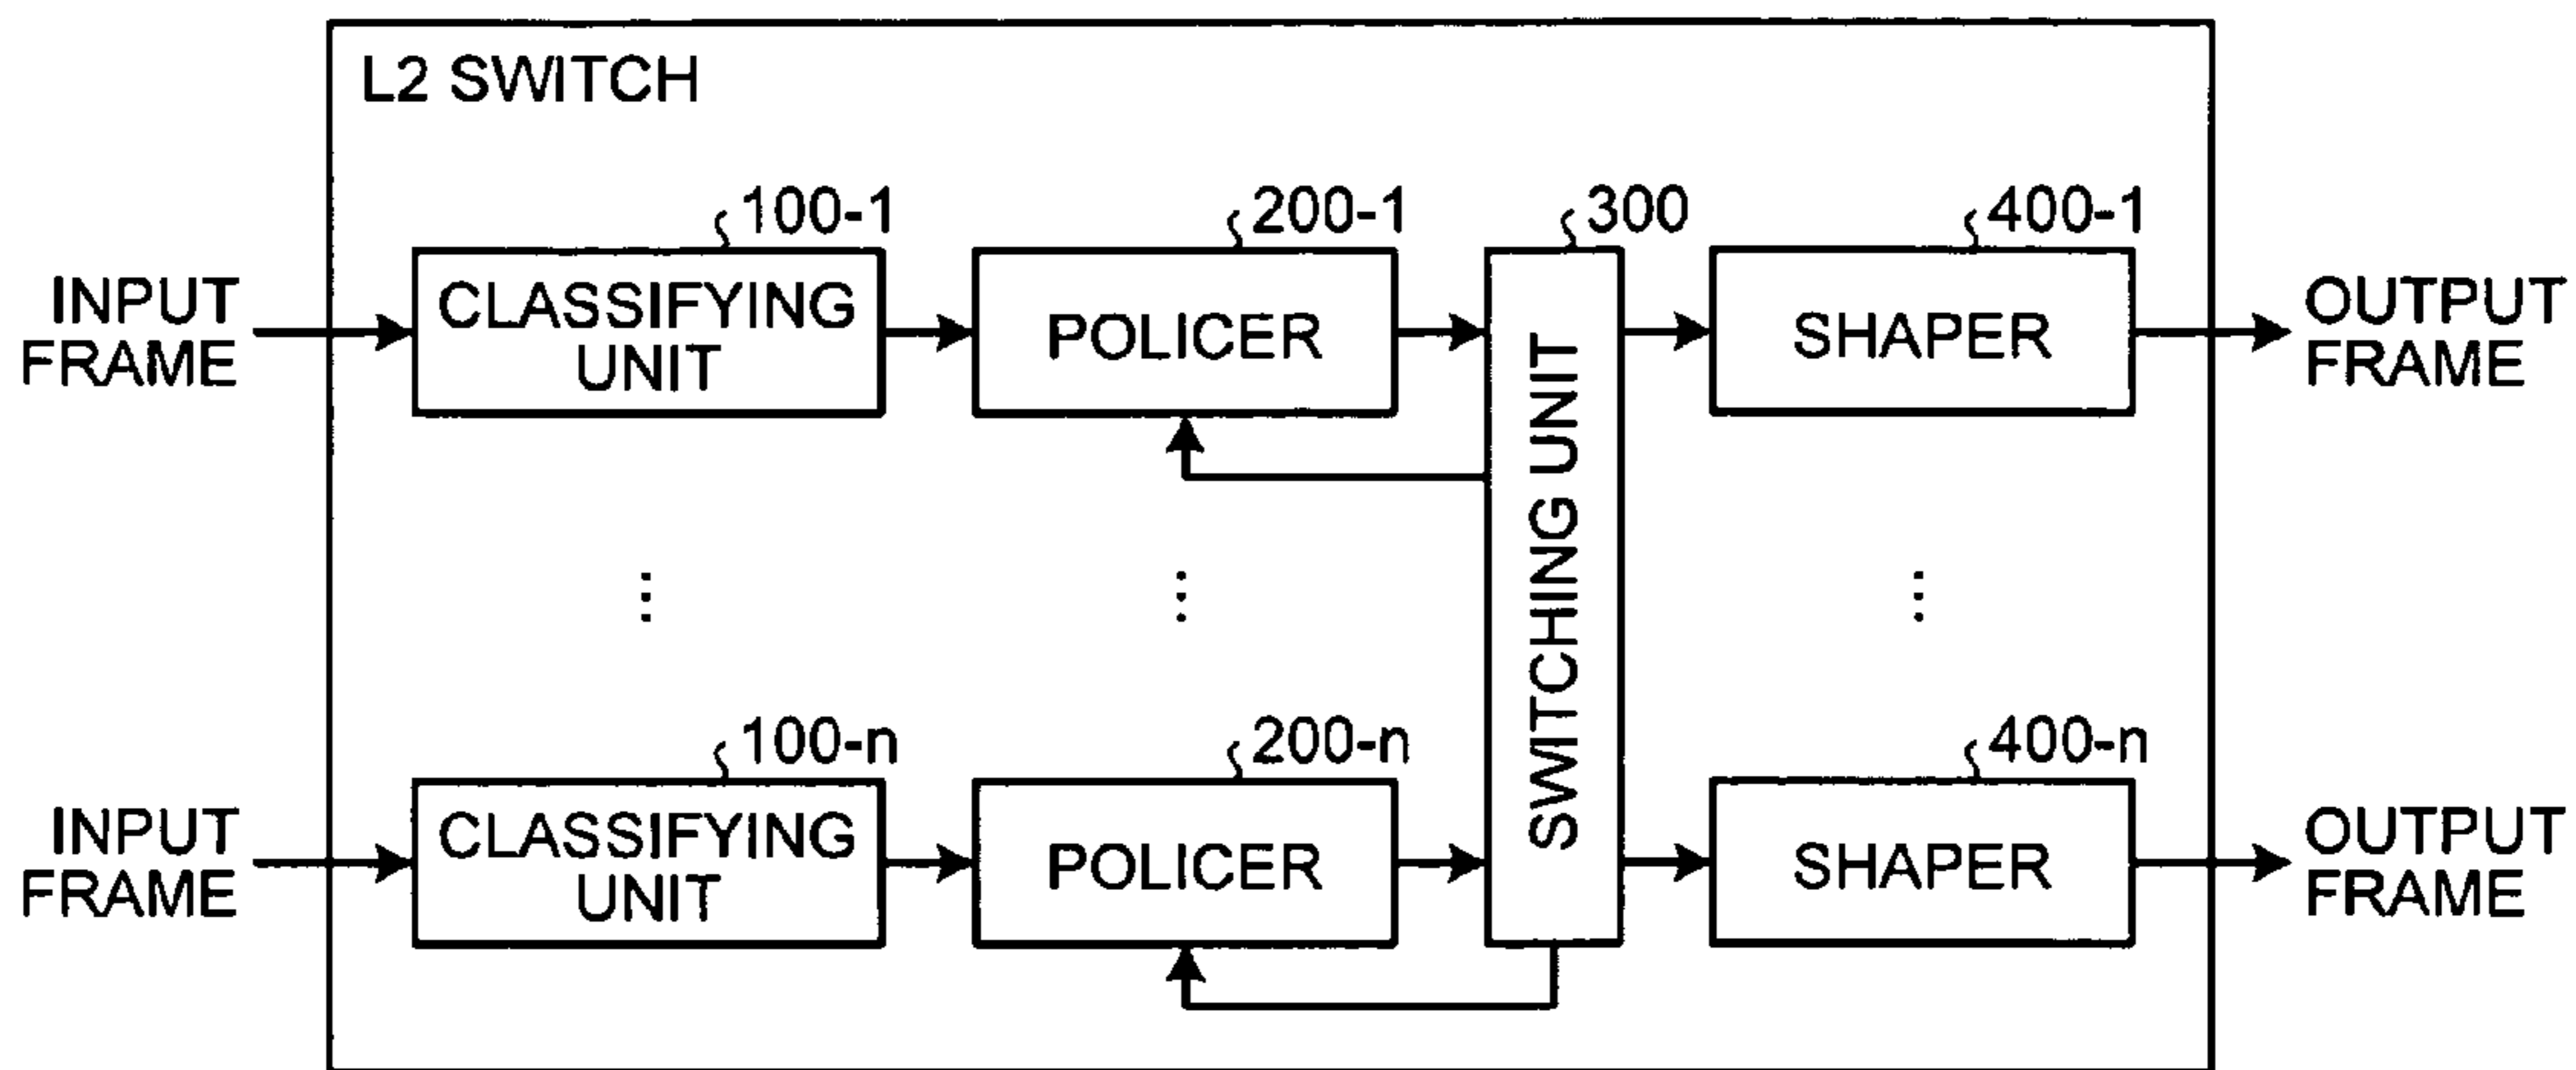 L2 SWITCH
100-1
200-1
300
400-1
INPUT
FRAME
CLASSIFYING
UNIT
POLICER
SWITCHING UNIT
SHAPER
OUTPUT
FRAME
100-n
200-n
400-n
INPUT
FRAME
CLASSIFYING
UNIT
POLICER
SHAPER
OUTPUT
FRAME